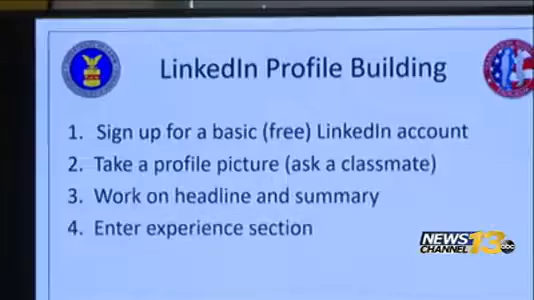 LinkedIn Profile Building
1. Sign up for a basic (free) LinkedIn account
2. Take a profile picture (ask a classmate)
3. Work on headline and summary
4. Enter experience section
NEWS 13 abc
CHANNEL